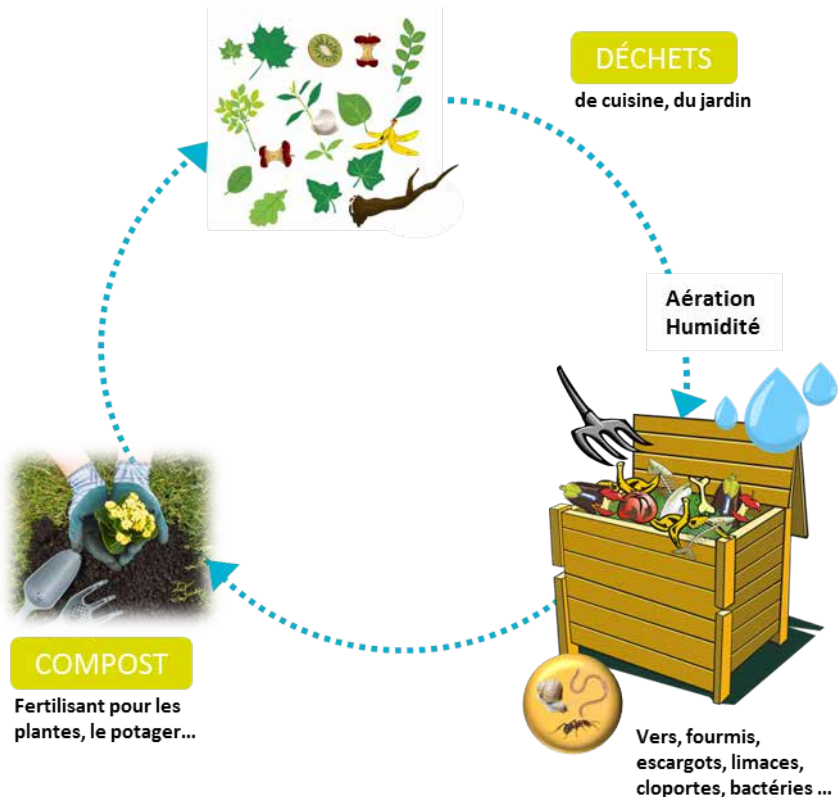 DÉCHETS
de cuisine, du jardin
Aération
Humidité
COMPOST
Fertilisant pour les
plantes, le potager...
Vers, fourmis,
escargots, limaces,
cloportes, bactéries ...